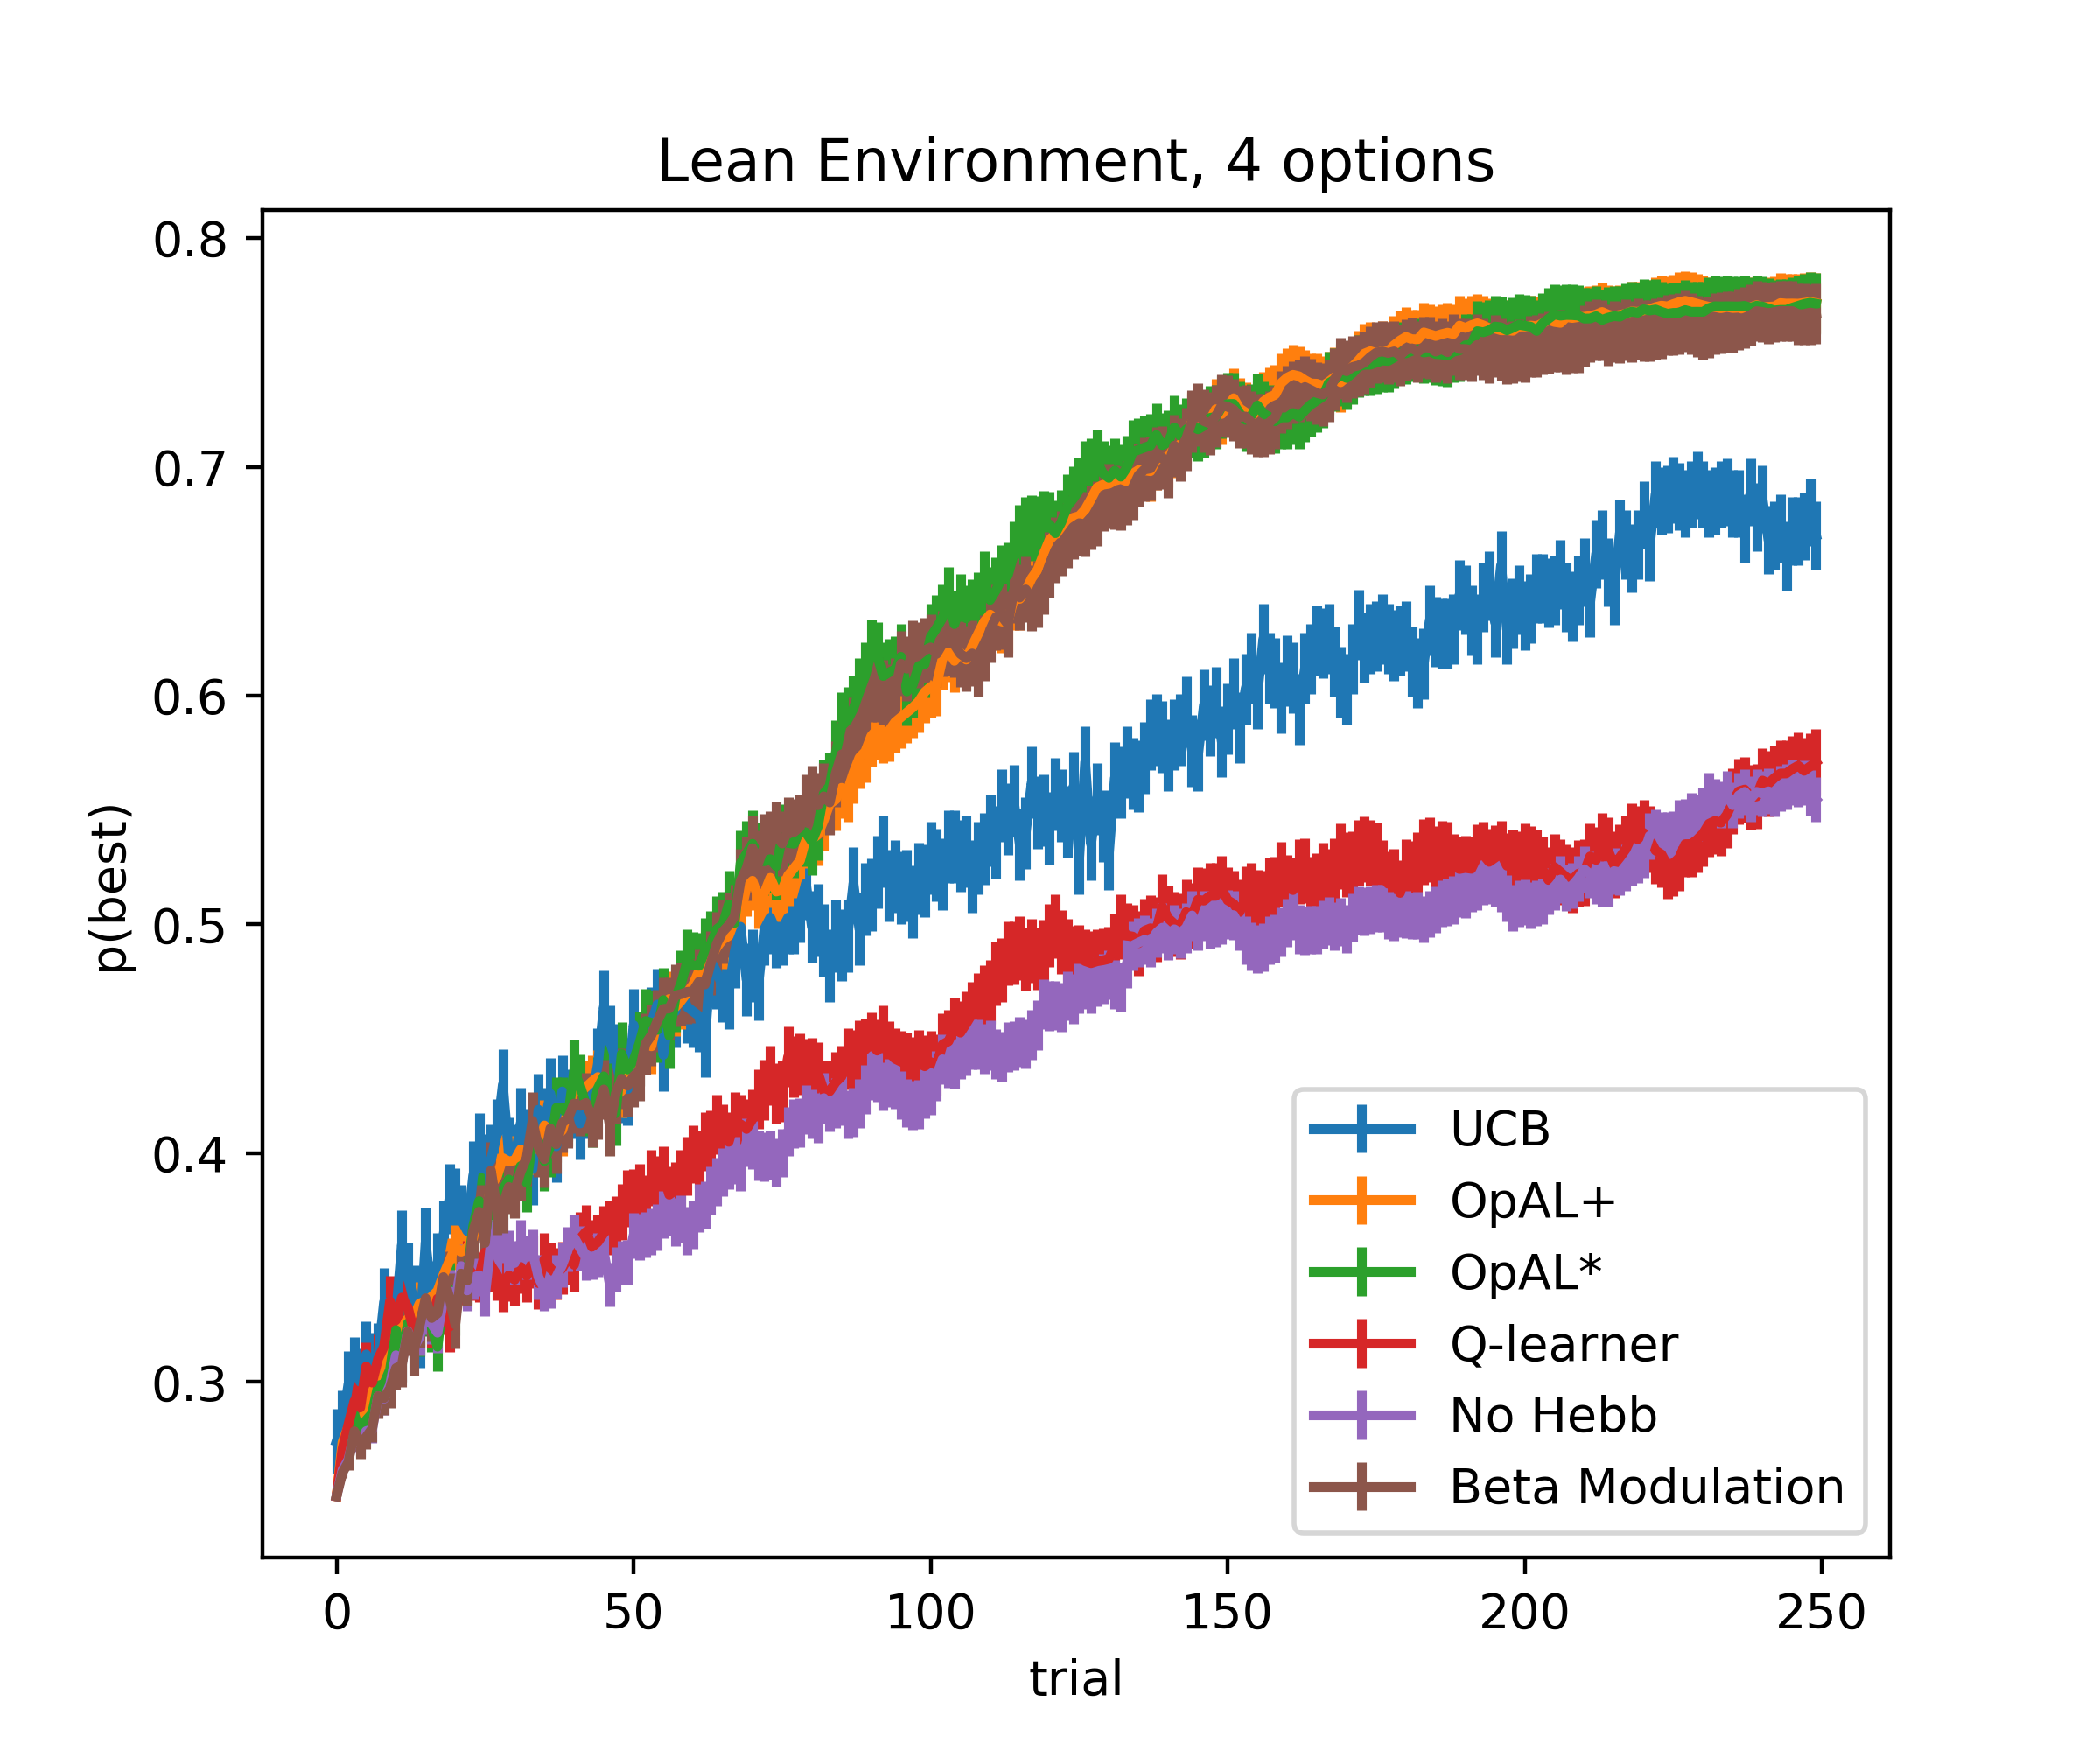 Lean Environment, 4 options
p(best)
0.8
0.7
0.6
0.5
0.4
0.3
UCB
OpAL+
OpAL*
Q-learner
No Hebb
Beta Modulation
0 50 100 150 200 250
trial